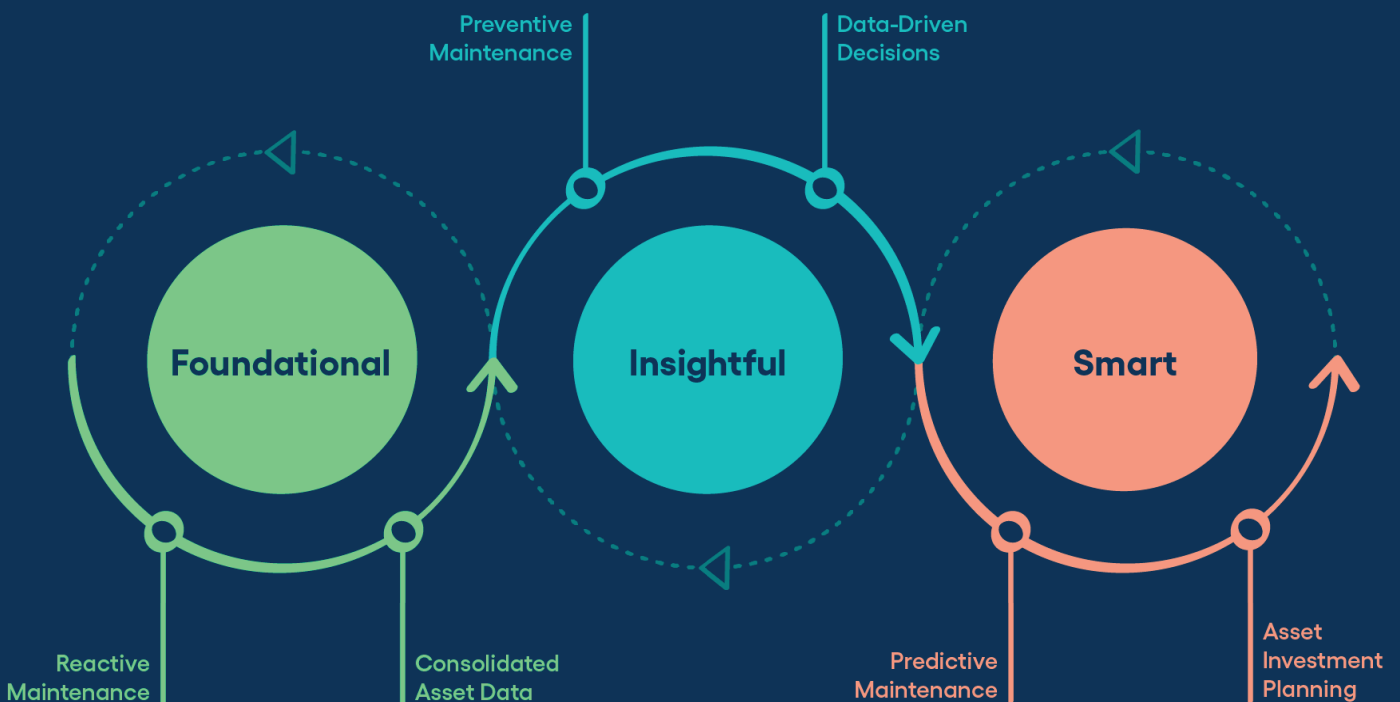 Preventive
Maintenance
Data-Driven
Decisions
Foundational
Insightful
Smart
Reactive
Maintenance
Consolidated
Asset Data
Predictive
Maintenance
Asset
Investment
Planning